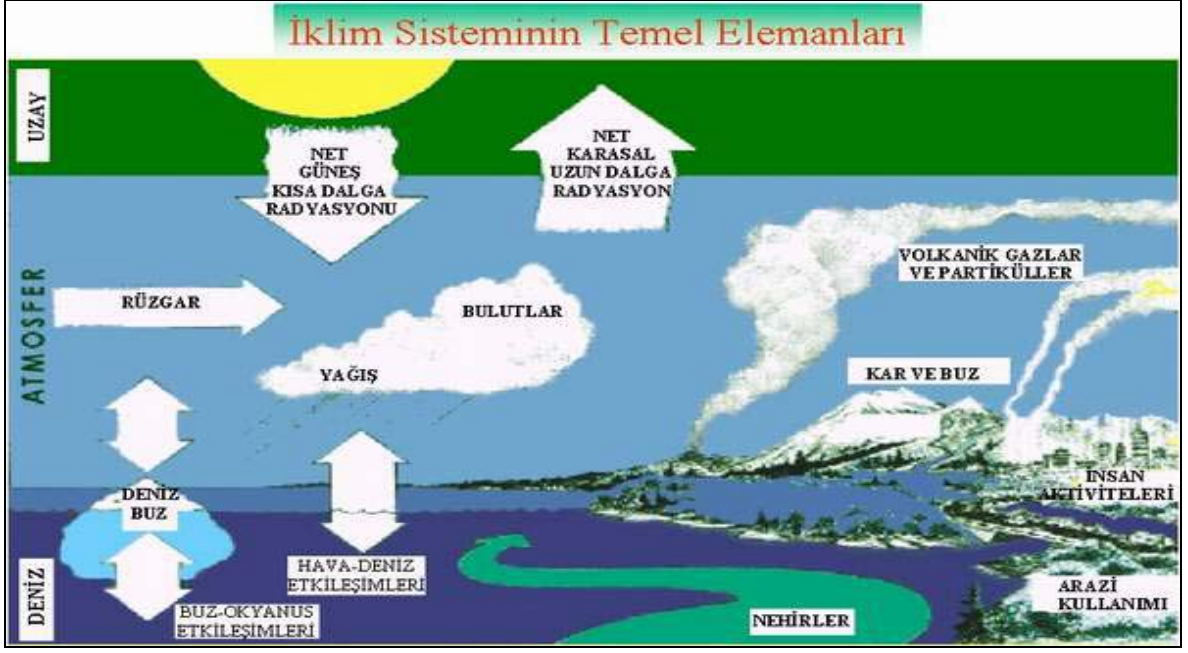 İklim Sisteminin Temel Elemanları
UZAY
NET
GÜNEŞ
KISA DALGA
RADYASYONU
NET
KARASAL
UZUN DALGA
RADYASYON
ATMOSFER
RÜZGAR
BULUTLAR
YAĞIŞ
VOLKANİK GAZLAR
VE PARTİKÜLLER
KAR VE BUZ
INSAN
AKTİVİTELERİ
DENİZ
BUZ
HAVA-DENİZ
ETKİLEŞİMLERİ
BUZ-OKYANUS
ETKİLEŞİMLERİ
DENİZ
NEHİRLER
ARAZİ
KULLANIMI